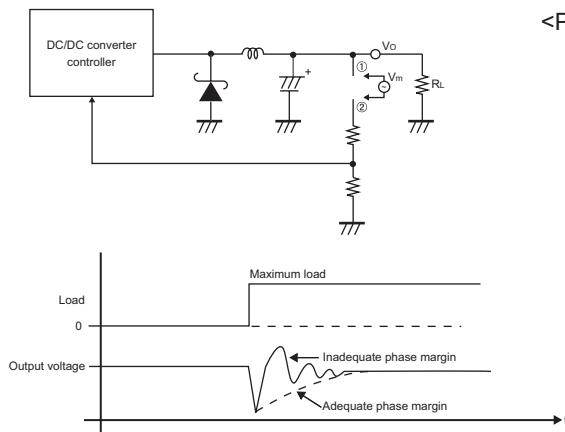 <P
DC/DC converter
controller
+
VO
①
Vm
~
②
RL
Maximum load
Load
0
Output voltage
Inadequate phase margin
Adequate phase margin